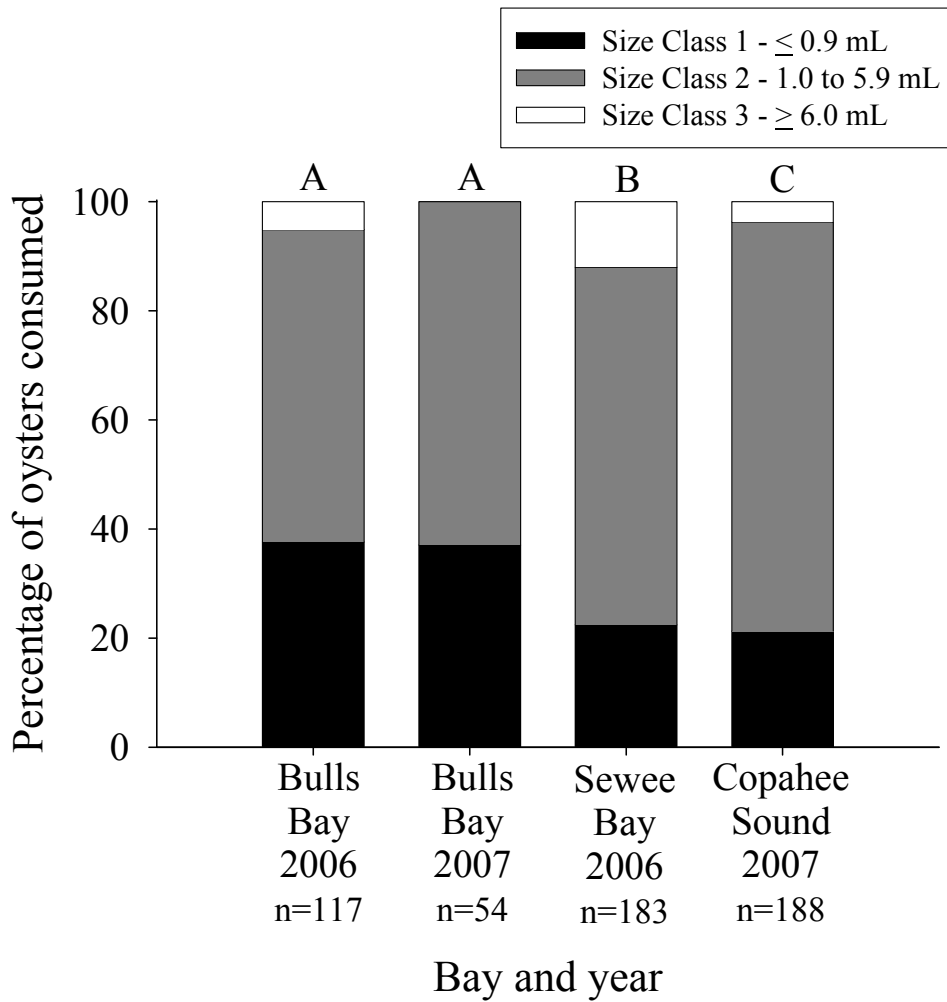 Size Class 1 - ≤ 0.9 mL
Size Class 2 - 1.0 to 5.9 mL
Size Class 3 - ≥ 6.0 mL
A A B C
100
80
60
40
20
0
Percentage of oysters consumed
Bulls Bulls Sewee Copahee
Bay Bay Bay Sound
2006 2007 2006 2007
n=117 n=54 n=183 n=188
Bay and year